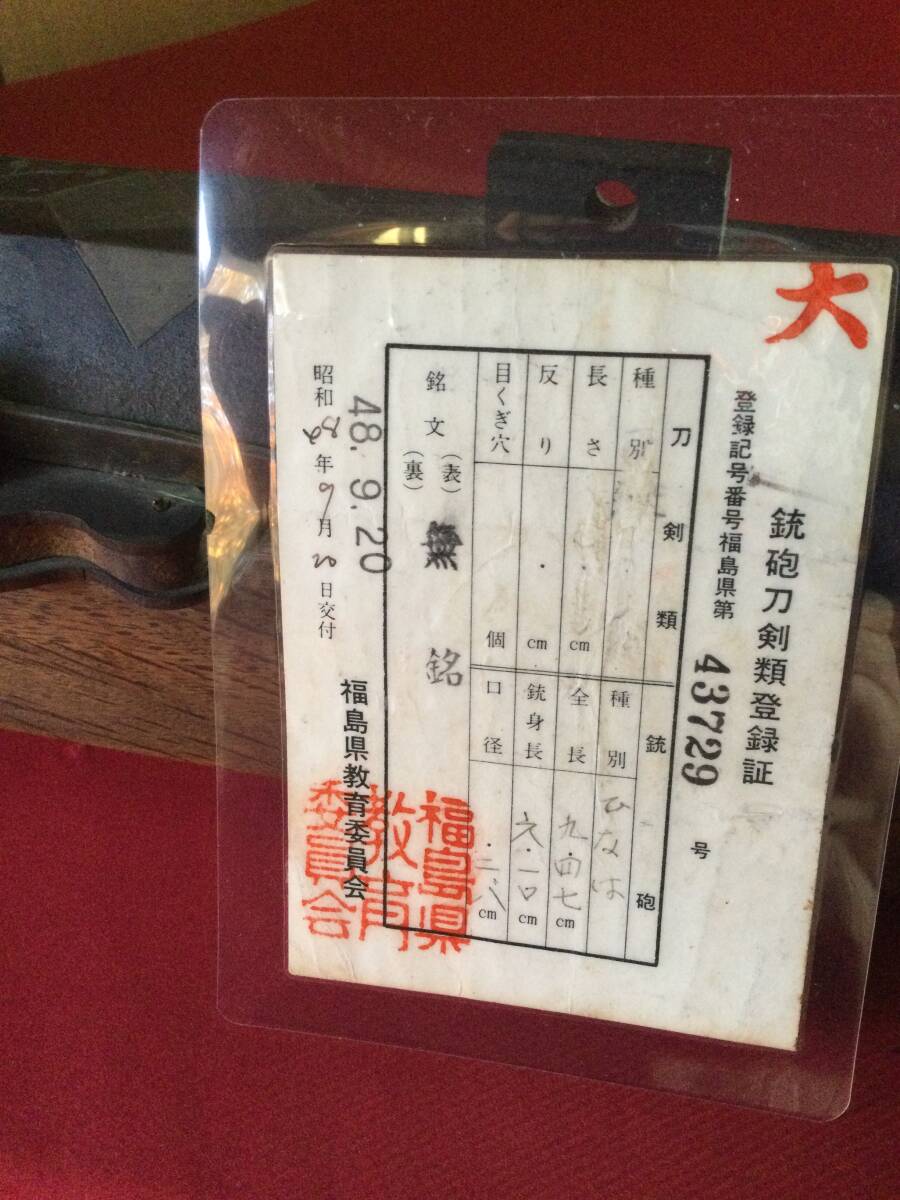 大
銃砲刀剣類登録証
登録記号番号福島県第 43729 号
刀剣類
種別
長さ cm
反り cm
目くぎ穴 個
銃砲
種別 ひなは
全長 九・四七 cm
銃身長 六・一〇 cm
口径 cm
銘文 (表) 無銘
(裏)
48. 9. 20
昭和 年 9 月 日交付
福島県教育委員会
福島県
教育
委員会